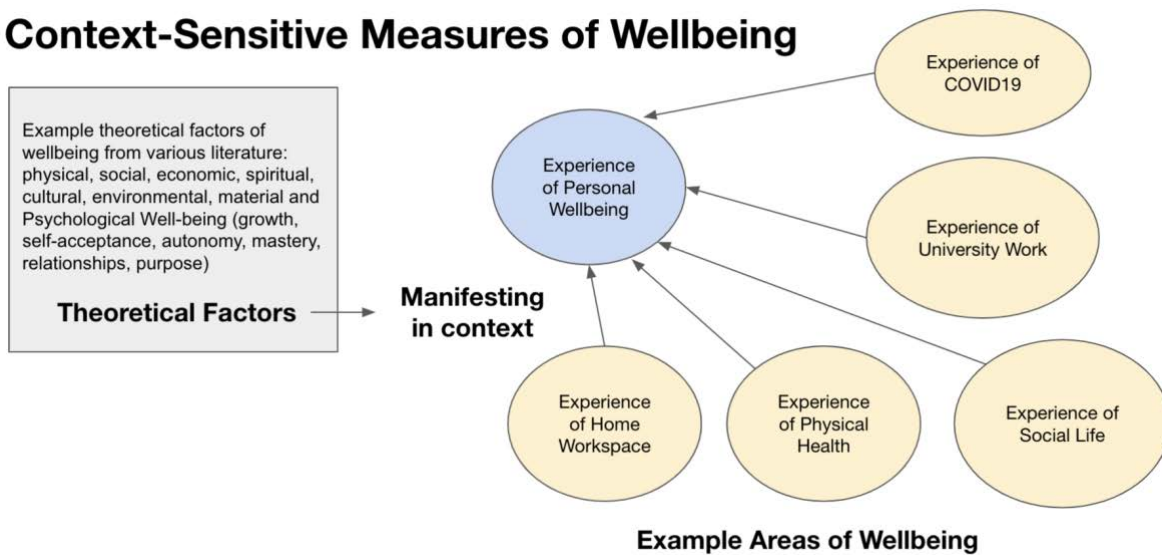 Context-Sensitive Measures of Wellbeing
Example theoretical factors of
wellbeing from various literature:
physical, social, economic, spiritual,
cultural, environmental, material and
Psychological Well-being (growth,
self-acceptance, autonomy, mastery,
relationships, purpose)
Theoretical Factors
Manifesting
in context
Experience
of Personal
Wellbeing
Experience of
COVID19
Experience of
University Work
Experience
of Home
Workspace
Experience
of Physical
Health
Experience of
Social Life
Example Areas of Wellbeing